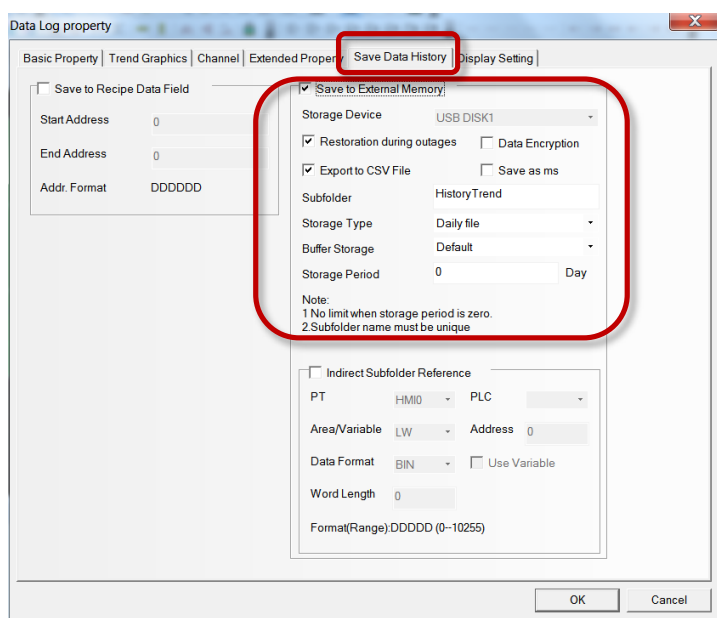 Data Log property
Basic Property Trend Graphics Channel Extended Property Save Data History Display Setting
Save to Recipe Data Field
Start Address 0
End Address 0
Addr. Format DDDDDD
Save to External Memory
Storage Device USB DISK1
Restoration during outages Data Encryption
Export to CSV File Save as ms
Subfolder HistoryTrend
Storage Type Daily file
Buffer Storage Default
Storage Period 0 Day
Note:
1 No limit when storage period is zero.
2.Subfolder name must be unique
Indirect Subfolder Reference
PT HMI0 PLC
Area/Variable LW Address 0
Data Format BIN Use Variable
Word Length 0
Format(Range):DDDDD (0--10255)
OK Cancel